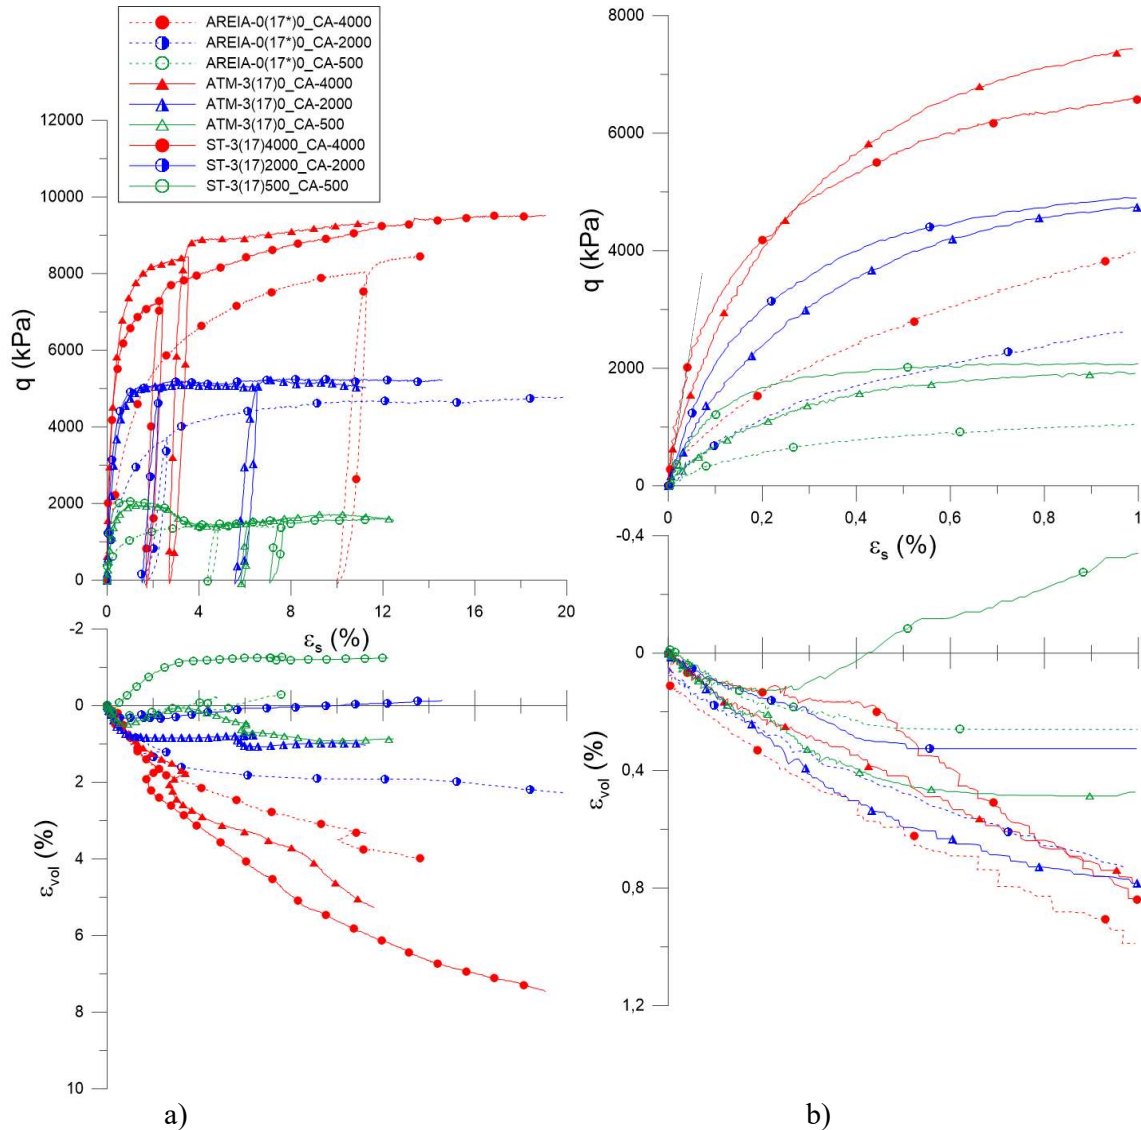 AREIA-0(17*)0_CA-4000
AREIA-0(17*)0_CA-2000
AREIA-0(17*)0_CA-500
ATM-3(17)0_CA-4000
ATM-3(17)0_CA-2000
ATM-3(17)0_CA-500
ST-3(17)4000_CA-4000
ST-3(17)2000_CA-2000
ST-3(17)500_CA-500
12000
10000
8000
6000
4000
2000
0
q (kPa)
0 4 8 12 16 20
εs (%)
-2
0
2
4
6
8
10
εvol (%)
a)
8000
6000
4000
2000
0
q (kPa)
0 0,2 0,4 0,6 0,8 1
εs (%)
-0,4
0
0,4
0,8
1,2
εvol (%)
b)